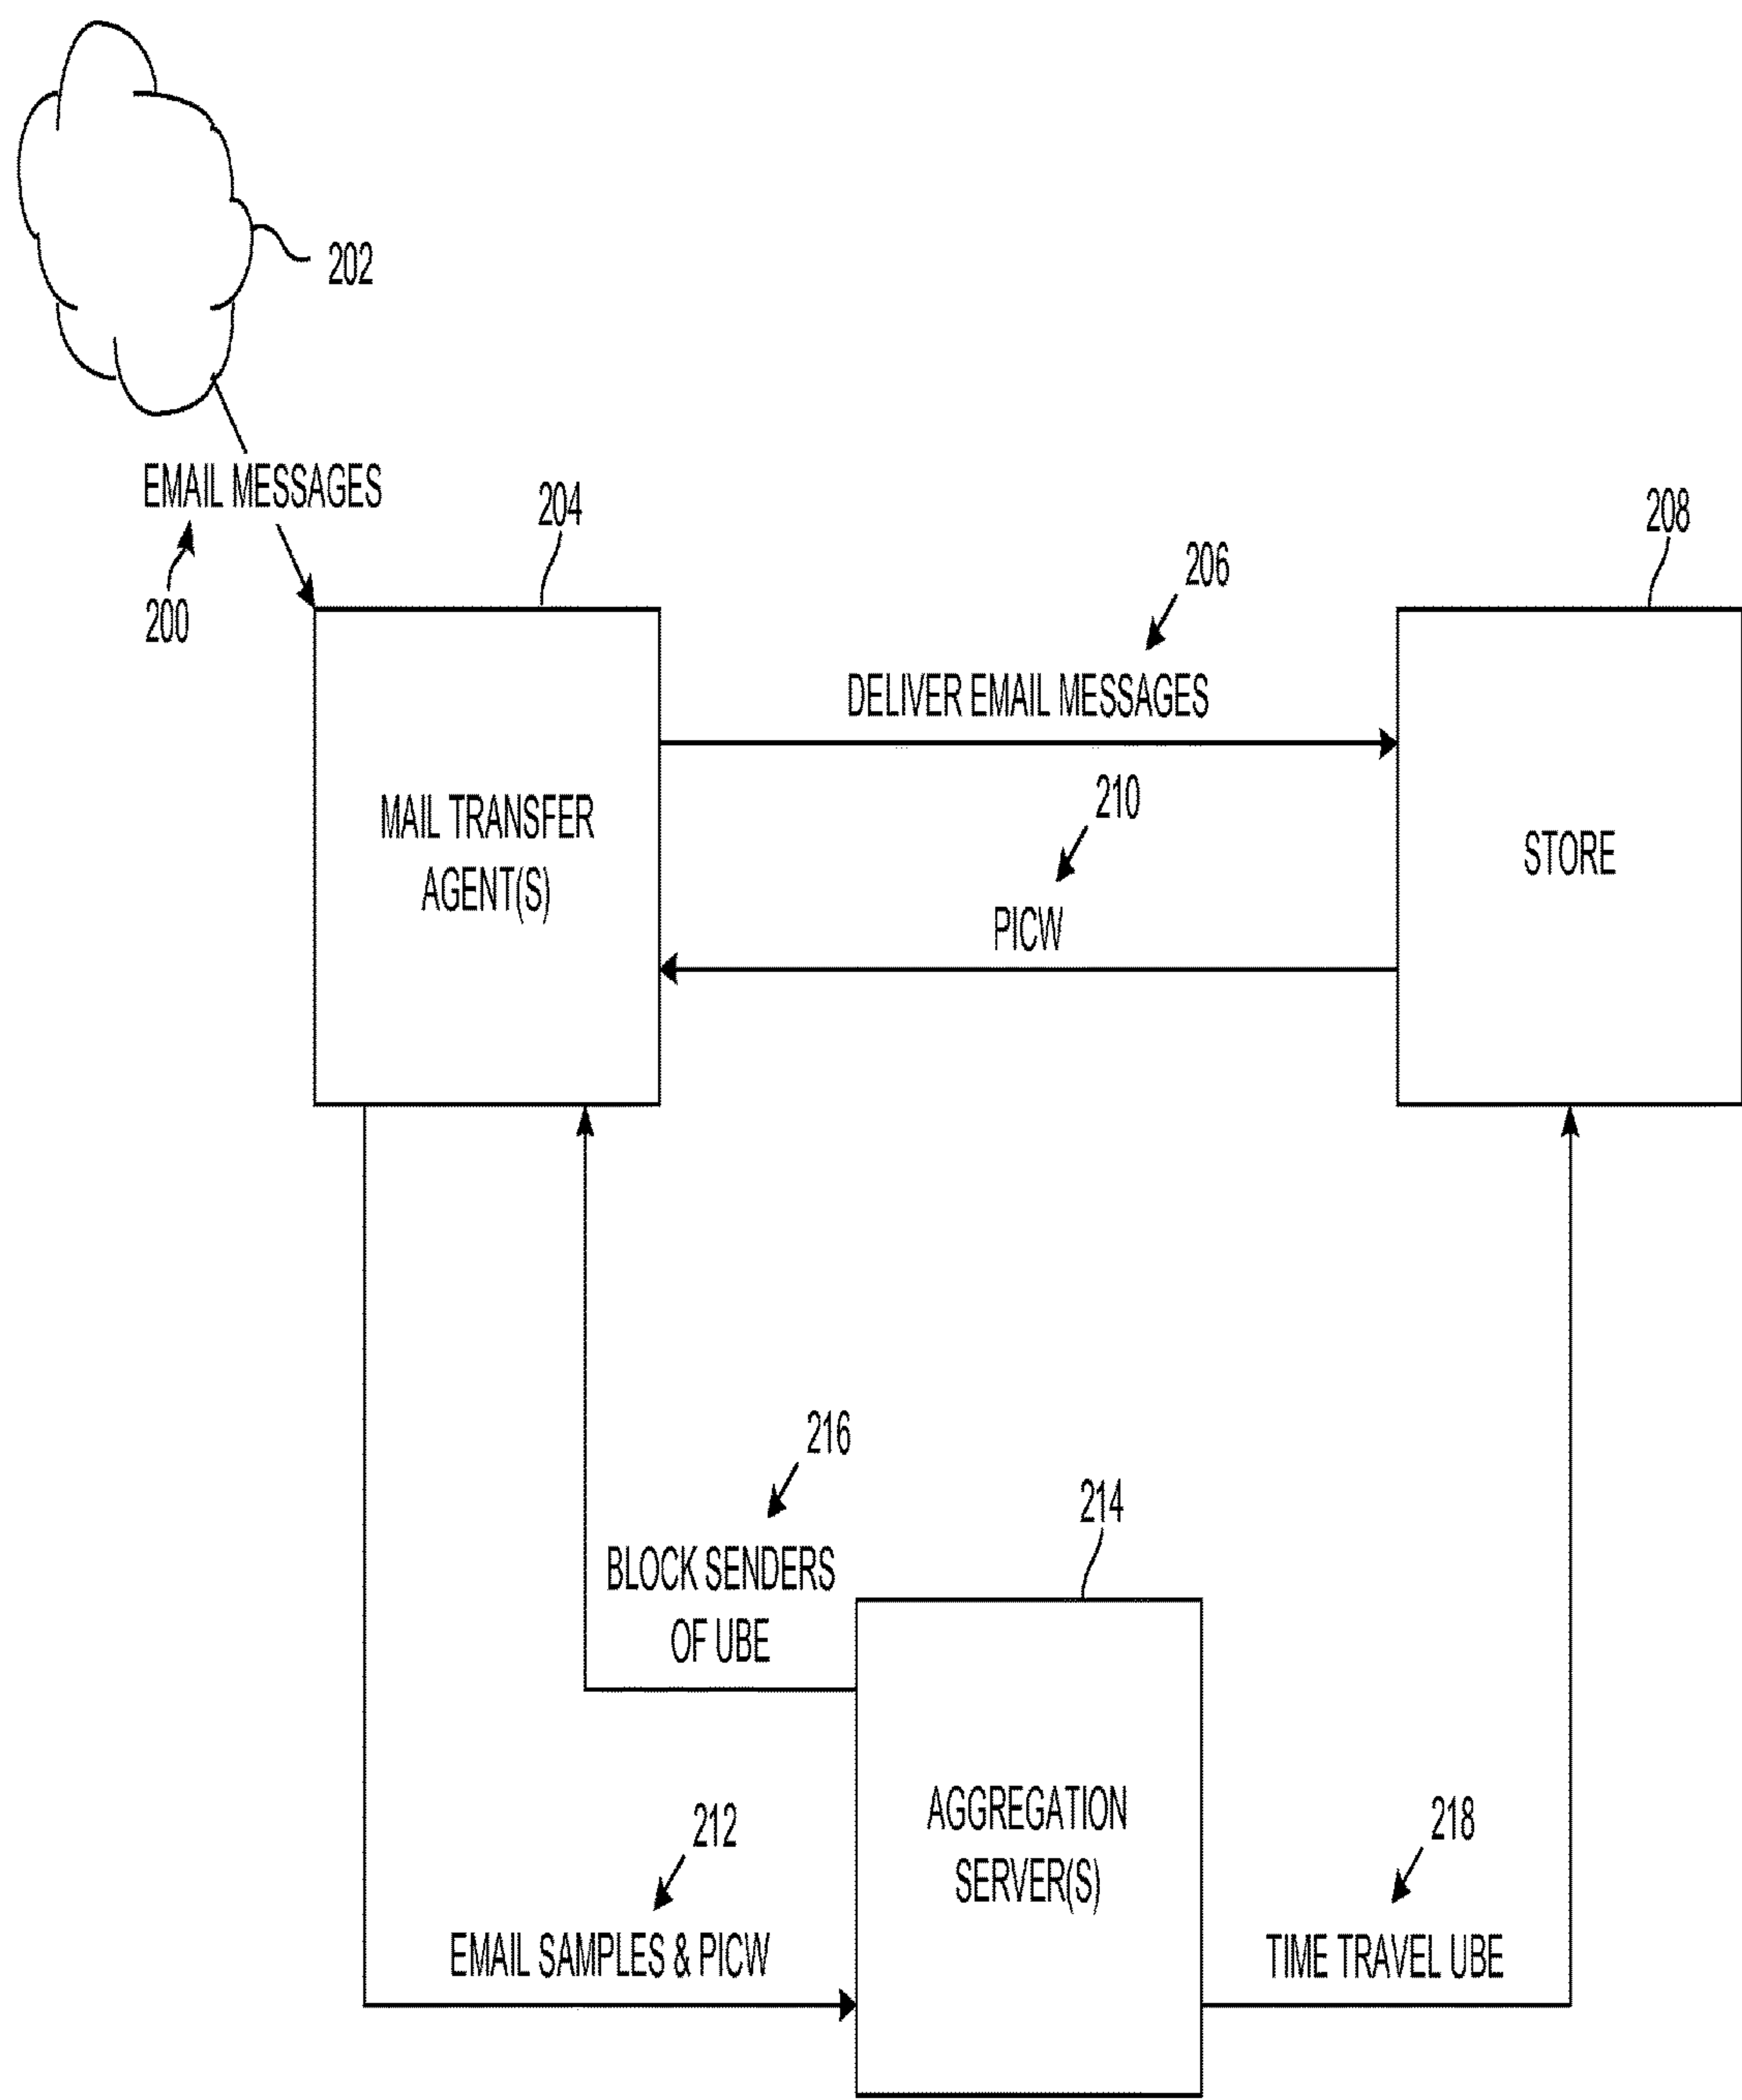 202
EMAIL MESSAGES
200
204
206
208
DELIVER EMAIL MESSAGES
210
MAIL TRANSFER
AGENT(S)
STORE
PICW
216
214
BLOCK SENDERS
OF UBE
AGGREGATION
SERVER(S)
212
218
EMAIL SAMPLES & PICW
TIME TRAVEL UBE